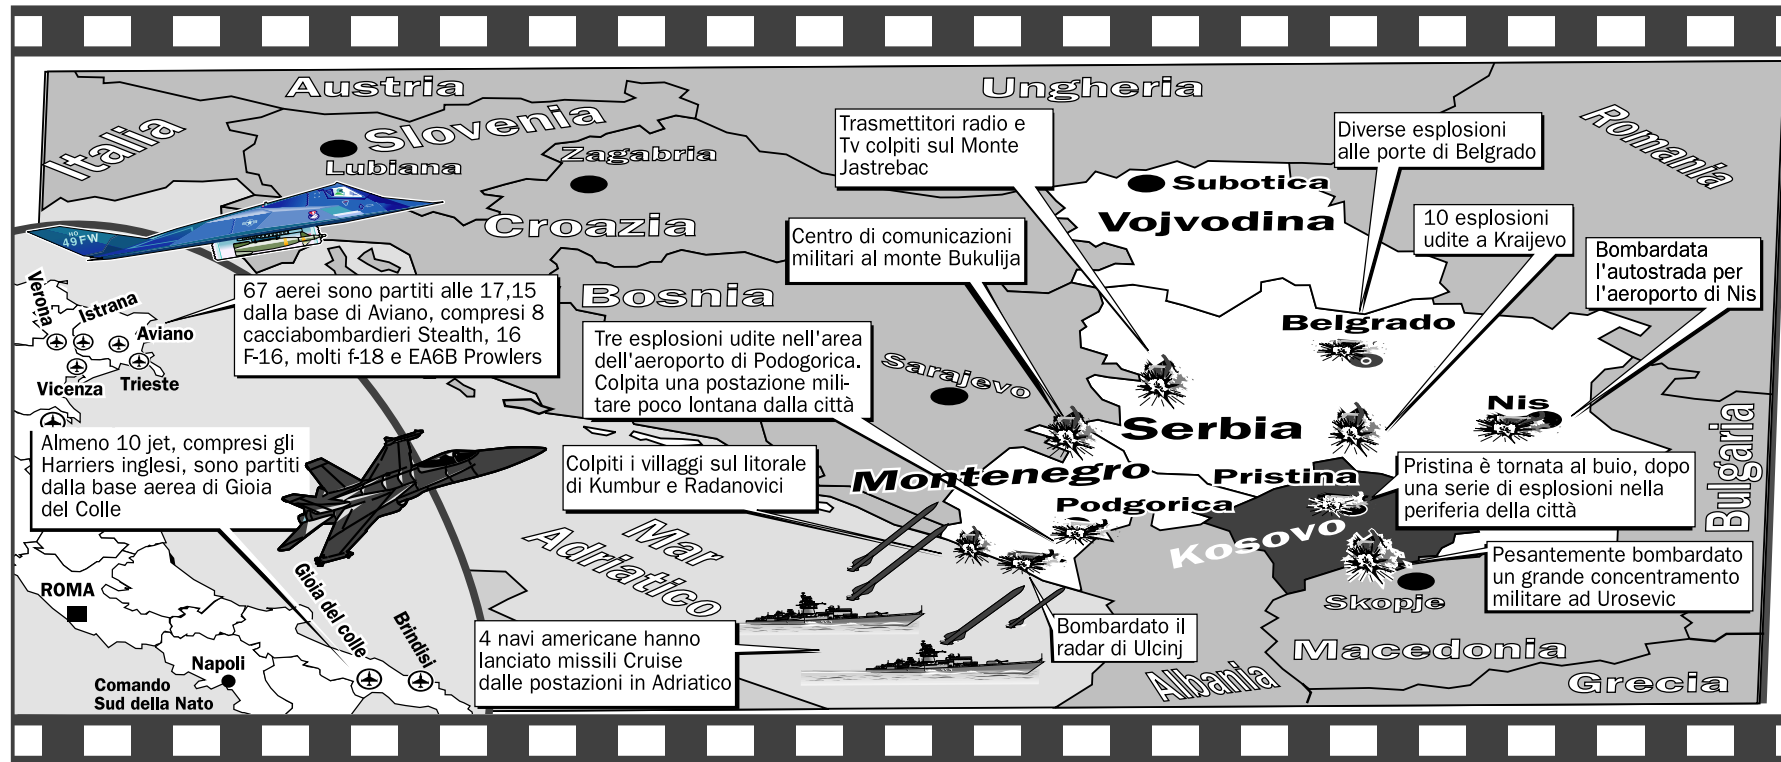 Austria
Ungheria
Italia
Slovenia
Lubiana
Zagabria
Croazia
Romania
Trasmettitori radio e
Tv colpiti sul Monte
Jastrebac
Diverse esplosioni
alle porte di Belgrado
Subotica
Vojvodina
10 esplosioni
udite a Kraijevo
Centro di comunicazioni
militari al monte Bukulija
Bombardata
l'autostrada per
l'aeroporto di Nis
HO
49FW
Verona
Istrana
Aviano
Vicenza
Trieste
67 aerei sono partiti alle 17,15
dalla base di Aviano, compresi 8
cacciabombardieri Stealth, 16
F-16, molti f-18 e EA6B Prowlers
Bosnia
Belgrado
Tre esplosioni udite nell'area
dell'aeroporto di Podogorica.
Colpita una postazione mili-
tare poco lontana dalla città
Sarajevo
Serbia
Nis
Bulgaria
Almeno 10 jet, compresi gli
Harriers inglesi, sono partiti
dalla base aerea di Gioia
del Colle
Colpiti i villaggi sul litorale
di Kumbur e Radanovici
Montenegro
Podgorica
Pristina
Kosovo
Pristina è tornata al buio, dopo
una serie di esplosioni nella
periferia della città
Mar
Adriatico
Pesantemente bombardato
un grande concentramento
militare ad Urosevic
Skopje
ROMA
Gioia del colle
Brindisi
Napoli
Comando
Sud della Nato
4 navi americane hanno
lanciato missili Cruise
dalle postazioni in Adriatico
Bombardato il
radar di Ulcinj
Albania
Macedonia
Grecia